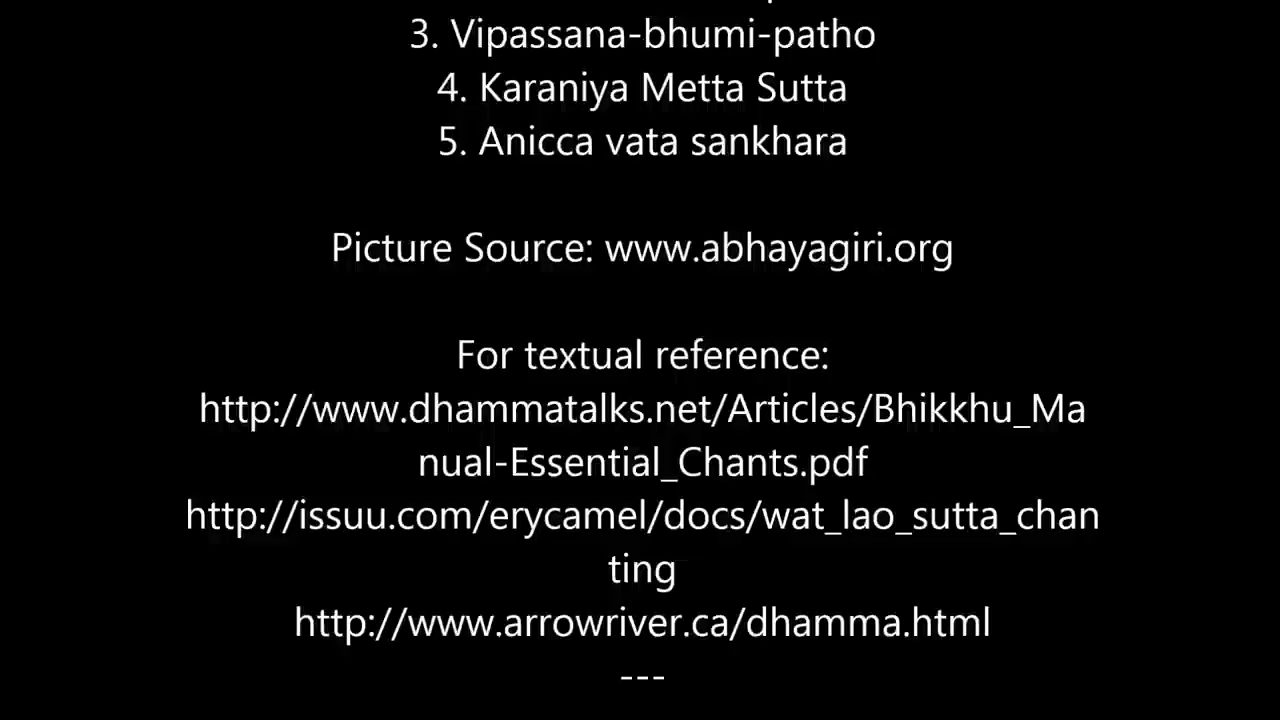 3. Vipassana-bhumi-patho
4. Karaniya Metta Sutta
5. Anicca vata sankhara
Picture Source: www.abhayagiri.org
For textual reference:
http://www.dhammatalks.net/Articles/Bhikkhu_Ma
nual-Essential_Chants.pdf
http://issuu.com/erycamel/docs/wat_lao_sutta_chan
ting
http://www.arrowriver.ca/dhamma.html
---